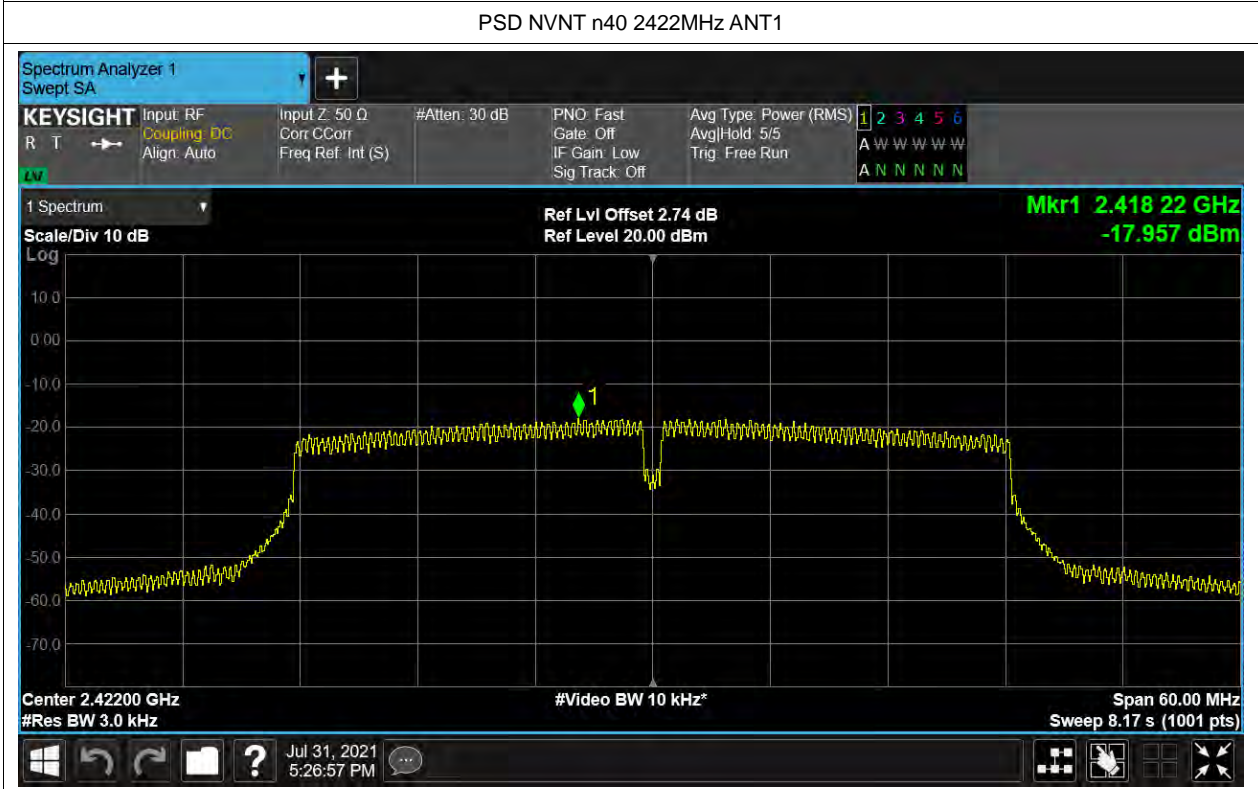 PSD NVNT n40 2422MHz ANT1
Spectrum Analyzer 1
Swept SA
KEYSIGHT
R T
Input: RF
Coupling: DC
Align: Auto
Input Z: 50 Ω
Corr CCorr
Freq Ref: Int (S)
#Atten: 30 dB
PNO: Fast
Gate: Off
IF Gain: Low
Sig Track: Off
Avg Type: Power (RMS)
Avg|Hold: 5/5
Trig: Free Run
1 2 3 4 5 6
A W W W W W
A N N N N N
1 Spectrum
Scale/Div 10 dB
Ref Lvl Offset 2.74 dB
Ref Level 20.00 dBm
Mkr1 2.418 22 GHz
-17.957 dBm
Log
10.0
0.00
-10.0
-20.0
-30.0
-40.0
-50.0
-60.0
-70.0
1
Center 2.42200 GHz
#Res BW 3.0 kHz
#Video BW 10 kHz*
Span 60.00 MHz
Sweep 8.17 s (1001 pts)
?
Jul 31, 2021
5:26:57 PM